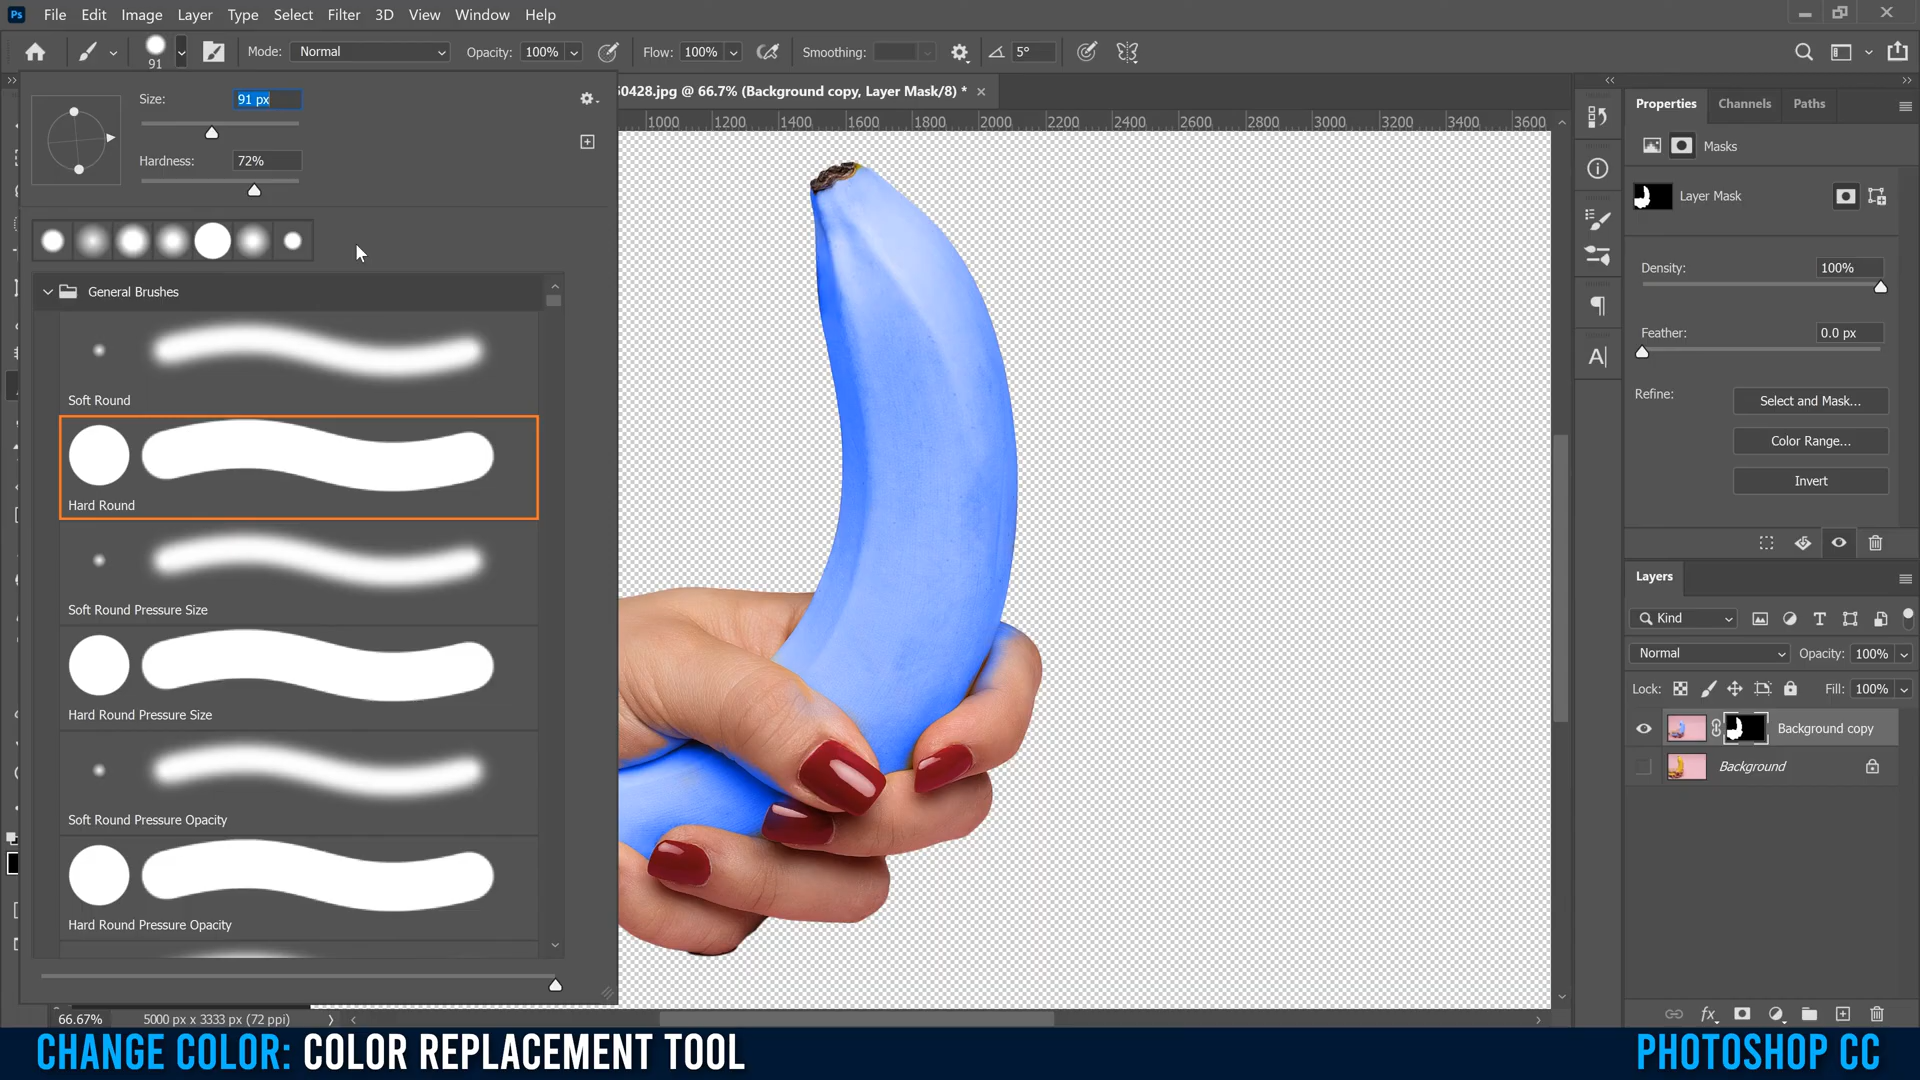 Ps File Edit Image Layer Type Select Filter 3D View Window Help
91 Mode: Normal Opacity: 100% Flow: 100% Smoothing: 5°
50428.jpg @ 66.7% (Background copy, Layer Mask/8) *
1000 1200 1400 1600 1800 2000 2200 2400 2600 2800 3000 3200 3400 3600
Size: 91 px
Hardness: 72%
General Brushes
Soft Round
Hard Round
Soft Round Pressure Size
Hard Round Pressure Size
Soft Round Pressure Opacity
Hard Round Pressure Opacity
66.67% 5000 px x 3333 px (72 ppi)
Properties Channels Paths
Masks
Layer Mask
Density: 100%
Feather: 0.0 px
Refine: Select and Mask...
Color Range...
Invert
Layers
Kind
Normal Opacity: 100%
Lock: Fill: 100%
Background copy
Background
fx
CHANGE COLOR: COLOR REPLACEMENT TOOL
PHOTOSHOP CC